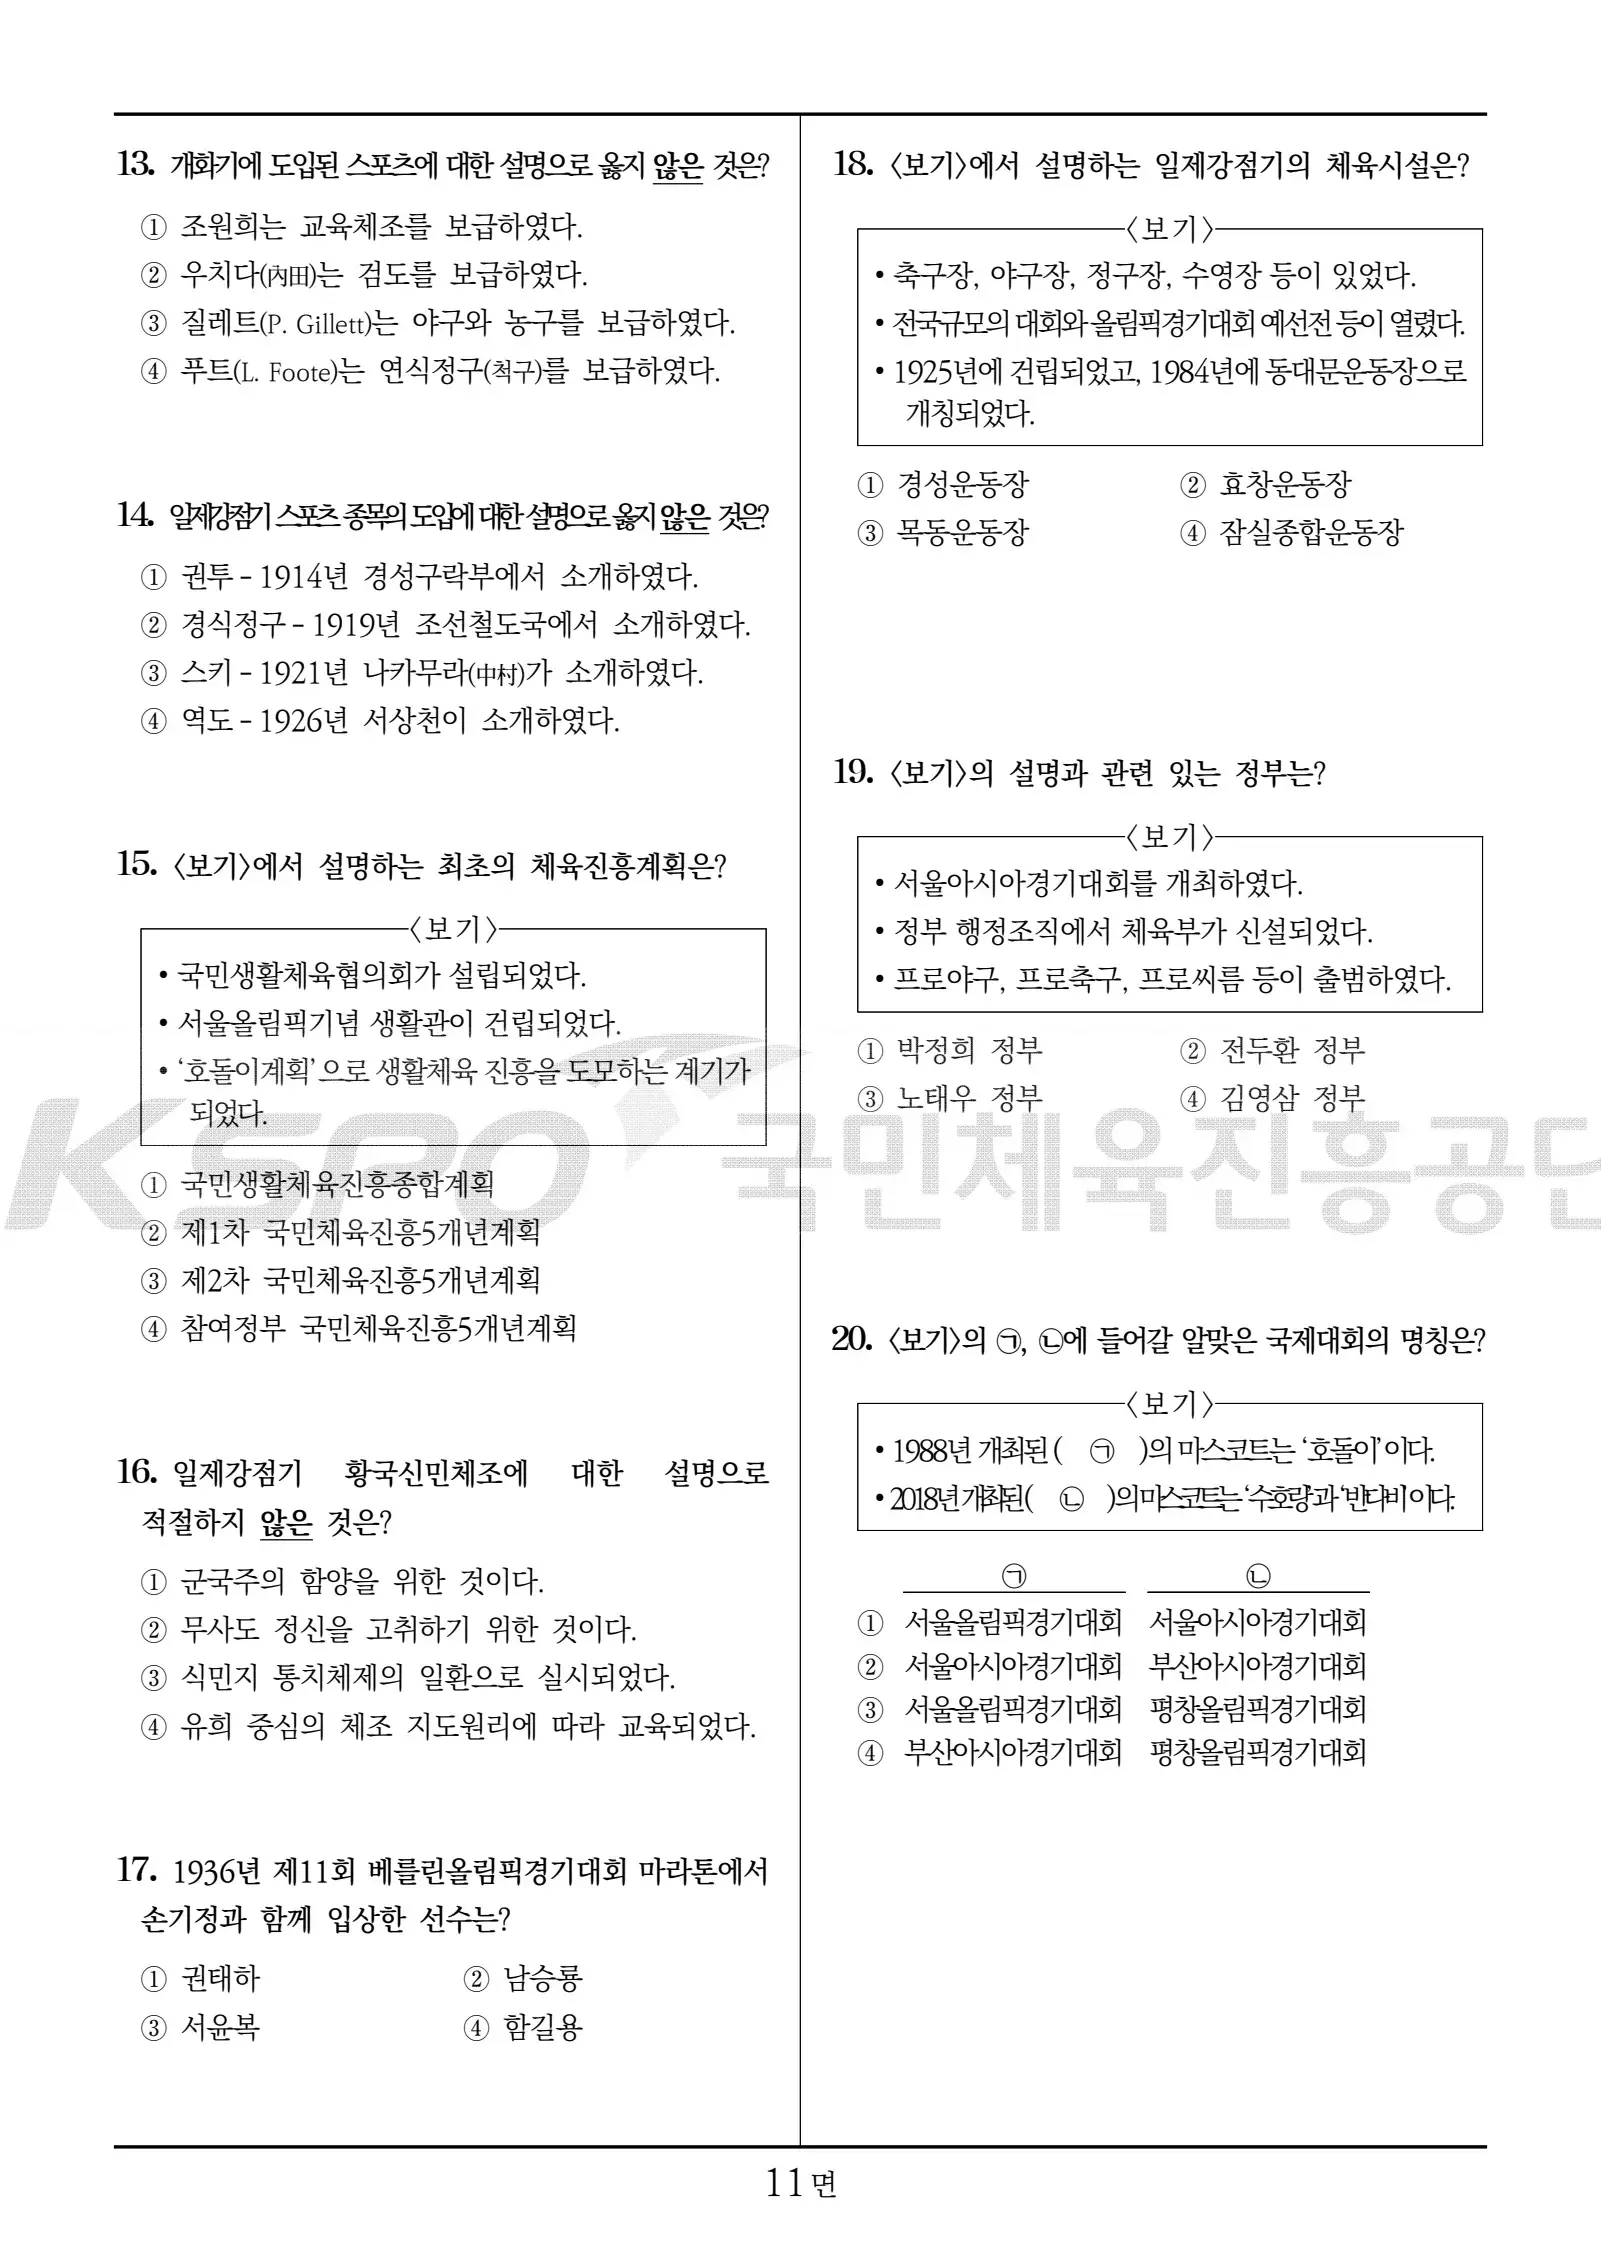 13. 개화기에 도입된 스포츠에 대한 설명으로 옳지 않은 것은?
① 조원희는 교육체조를 보급하였다.
② 우치다(內田)는 검도를 보급하였다.
③ 질레트(P. Gillett)는 야구와 농구를 보급하였다.
④ 푸트(L. Foote)는 연식정구(척구)를 보급하였다.
14. 일제강점기 스포츠 종목의 도입에 대한 설명으로 옳지 않은 것은?
① 권투 - 1914년 경성구락부에서 소개하였다.
② 경식정구 - 1919년 조선철도국에서 소개하였다.
③ 스키 - 1921년 나카무라(中村)가 소개하였다.
④ 역도 - 1926년 서상천이 소개하였다.
15. 〈보기〉에서 설명하는 최초의 체육진흥계획은?
〈보기〉
• 국민생활체육협의회가 설립되었다.
• 서울올림픽기념 생활관이 건립되었다.
• ‘호돌이계획’으로 생활체육 진흥을 도모하는 계기가
되었다.
① 국민생활체육진흥종합계획
② 제1차 국민체육진흥5개년계획
③ 제2차 국민체육진흥5개년계획
④ 참여정부 국민체육진흥5개년계획
16. 일제강점기 황국신민체조에 대한 설명으로
적절하지 않은 것은?
① 군국주의 함양을 위한 것이다.
② 무사도 정신을 고취하기 위한 것이다.
③ 식민지 통치체제의 일환으로 실시되었다.
④ 유희 중심의 체조 지도원리에 따라 교육되었다.
17. 1936년 제11회 베를린올림픽경기대회 마라톤에서
손기정과 함께 입상한 선수는?
① 권태하 ② 남승룡
③ 서윤복 ④ 함길용
18. 〈보기〉에서 설명하는 일제강점기의 체육시설은?
〈보기〉
• 축구장, 야구장, 정구장, 수영장 등이 있었다.
• 전국규모의 대회와 올림픽경기대회 예선전 등이 열렸다.
• 1925년에 건립되었고, 1984년에 동대문운동장으로
개칭되었다.
① 경성운동장 ② 효창운동장
③ 목동운동장 ④ 잠실종합운동장
19. 〈보기〉의 설명과 관련 있는 정부는?
〈보기〉
• 서울아시아경기대회를 개최하였다.
• 정부 행정조직에서 체육부가 신설되었다.
• 프로야구, 프로축구, 프로씨름 등이 출범하였다.
① 박정희 정부 ② 전두환 정부
③ 노태우 정부 ④ 김영삼 정부
20. 〈보기〉의 ㉠, ㉡에 들어갈 알맞은 국제대회의 명칭은?
〈보기〉
• 1988년 개최된 ( ㉠ )의 마스코트는 ‘호돌이’이다.
• 2018년 개최된 ( ㉡ )의 마스코트는 ‘수호랑’과 ‘반다비’이다.
㉠ ㉡
① 서울올림픽경기대회 서울아시아경기대회
② 서울아시아경기대회 부산아시아경기대회
③ 서울올림픽경기대회 평창올림픽경기대회
④ 부산아시아경기대회 평창올림픽경기대회
KSPO 국민체육진흥공단
11 면